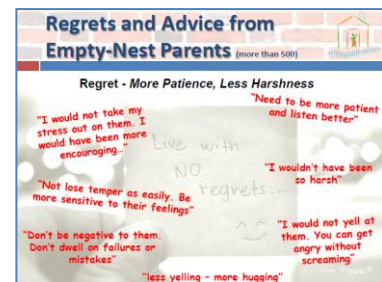 Regrets and Advice from
Empty-Nest Parents (more than 500)
Regret - More Patience, Less Harshness
"I would not take my
stress out on them. I
would have been more
encouraging..."
"Need to be more patient
and listen better"
Live with
NO
regrets...
"I wouldn't have been
so harsh"
"Not lose temper as easily. Be
more sensitive to their feelings"
"I would not yell at
them. You can get
angry without
screaming"
"Don't be negative to them.
Don't dwell on failures or
mistakes"
"less yelling – more hugging"